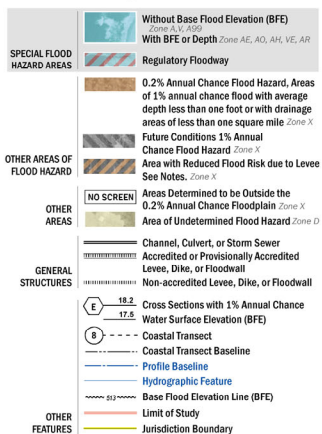 SPECIAL FLOOD
HAZARD AREAS
Without Base Flood Elevation (BFE)
Zone A,V, A99
With BFE or Depth Zone AE, AO, AH, VE, AR
Regulatory Floodway
OTHER AREAS OF
FLOOD HAZARD
0.2% Annual Chance Flood Hazard, Areas
of 1% annual chance flood with average
depth less than one foot or with drainage
areas of less than one square mile Zone X
Future Conditions 1% Annual
Chance Flood Hazard Zone X
Area with Reduced Flood Risk due to Levee
See Notes. Zone X
OTHER
AREAS
NO SCREEN
Areas Determined to be Outside the
0.2% Annual Chance Floodplain Zone X
Area of Undetermined Flood Hazard Zone D
GENERAL
STRUCTURES
Channel, Culvert, or Storm Sewer
Accredited or Provisionally Accredited
Levee, Dike, or Floodwall
Non-accredited Levee, Dike, or Floodwall
OTHER
FEATURES
E 18.2 Cross Sections with 1% Annual Chance
17.5 Water Surface Elevation (BFE)
8 Coastal Transect
Coastal Transect Baseline
Profile Baseline
Hydrographic Feature
513 Base Flood Elevation Line (BFE)
Limit of Study
Jurisdiction Boundary